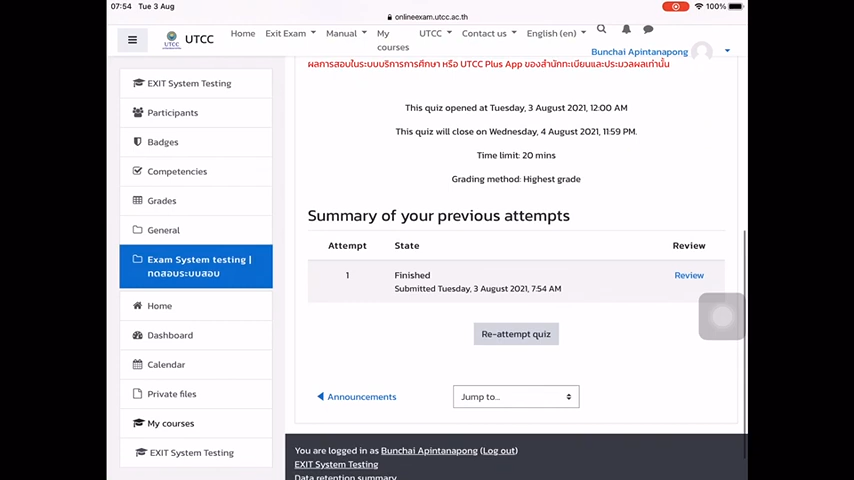 07:54 Tue 3 Aug
100%
onlineexam.utcc.ac.th
UTCC
UTCC
Home
Exit Exam
Manual
My courses
UTCC
Contact us
English (en)
Bunchai Apintanapong
EXIT System Testing
Participants
Badges
Competencies
Grades
General
Exam System testing |
ทดสอบระบบสอบ
Home
Dashboard
Calendar
Private files
My courses
EXIT System Testing
ผลการสอบในระบบบริการการศึกษา หรือ UTCC Plus App ของสำนักทะเบียนและประมวลผลเท่านั้น
This quiz opened at Tuesday, 3 August 2021, 12:00 AM
This quiz will close on Wednesday, 4 August 2021, 11:59 PM.
Time limit: 20 mins
Grading method: Highest grade
Summary of your previous attempts
Attempt State Review
1 Finished Review
Submitted Tuesday, 3 August 2021, 7:54 AM
Re-attempt quiz
Announcements
Jump to...
You are logged in as Bunchai Apintanapong (Log out)
EXIT System Testing
Data retention summary